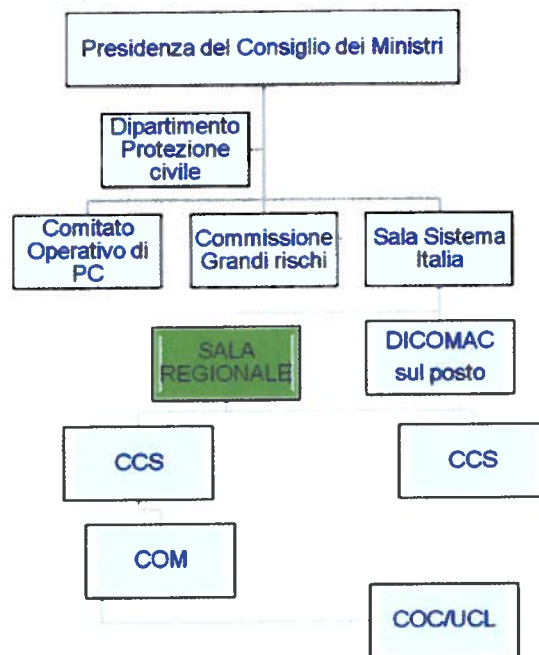 Presidenza del Consiglio dei Ministri
Dipartimento
Protezione
civile
Comitato
Operativo di
PC
Commissione
Grandi rischi
Sala Sistema
Italia
SALA
REGIONALE
DICOMAC
sul posto
CCS
CCS
COM
COC/UCL